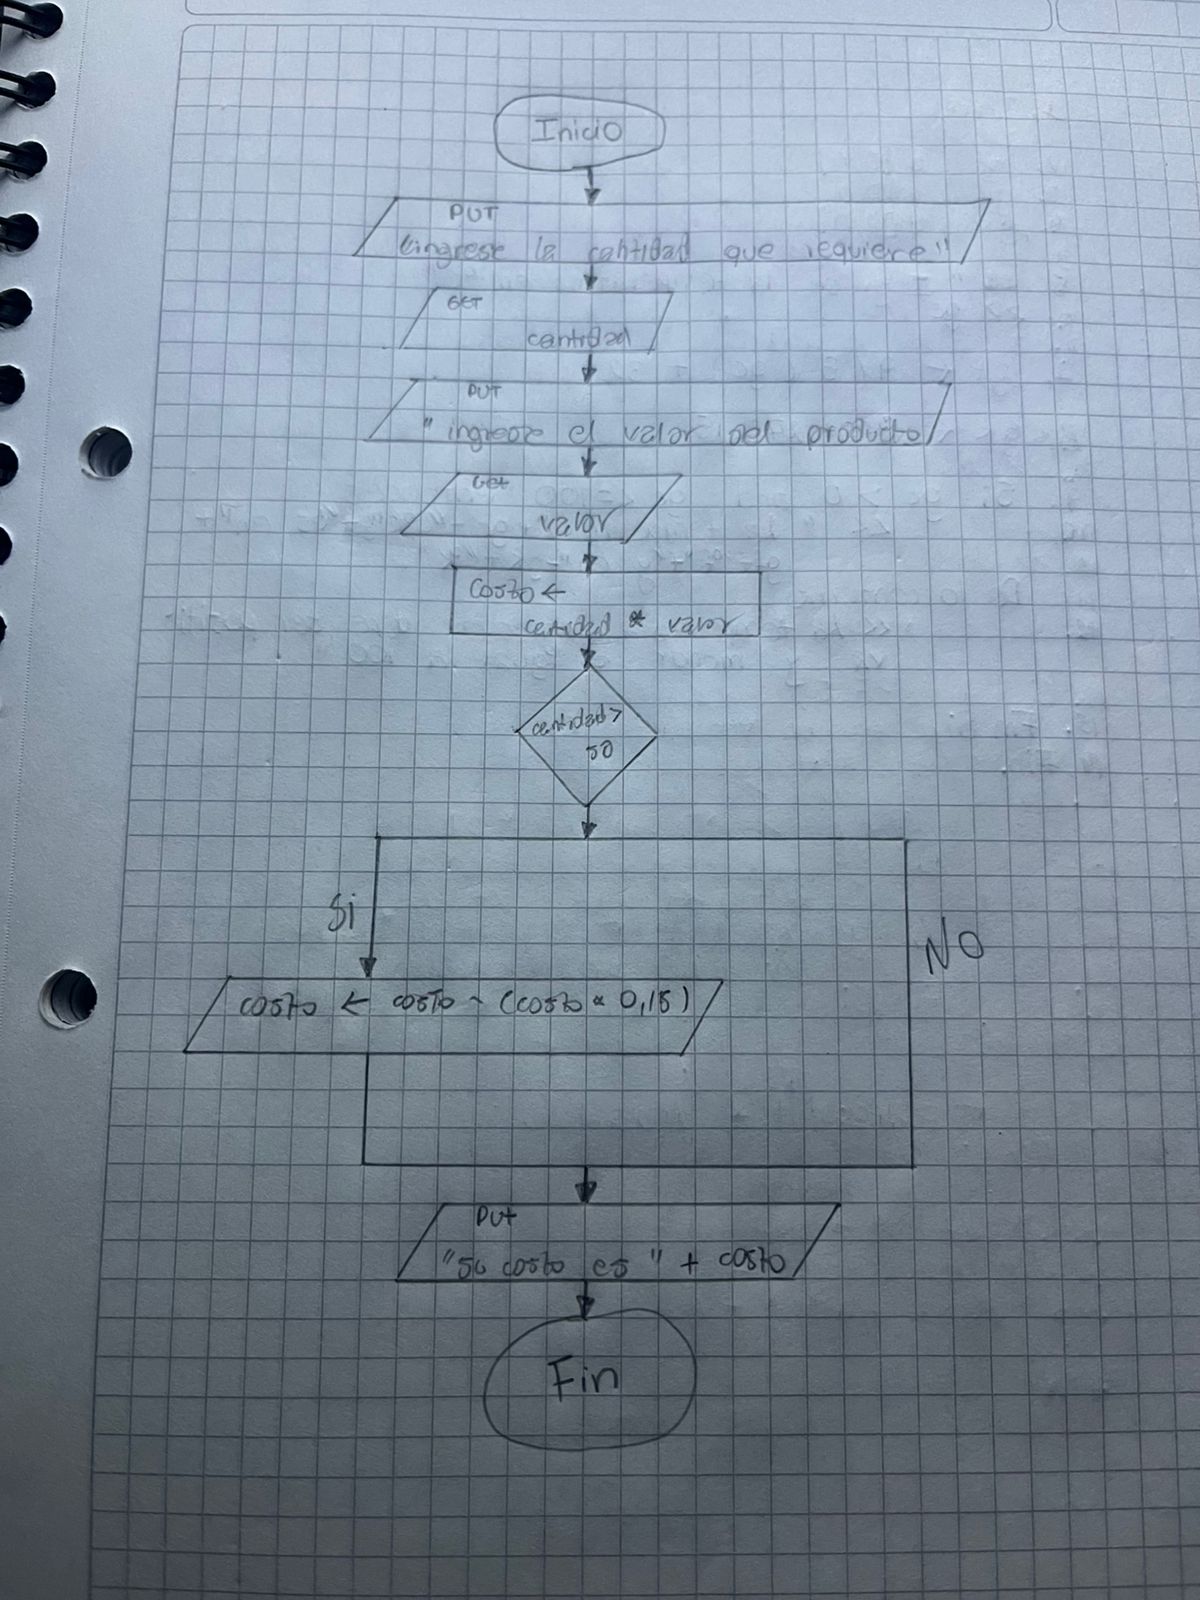 Inicio
PUT
"ingrese la cantidad que requiere"
GET
cantidad
PUT
"ingrese el valor del producto
Get
valor
Costo ←
cantidad * valor
cantidad >
50
Si
NO
costo ← costo - (costo * 0,15)
Put
"su costo es" + costo
Fin